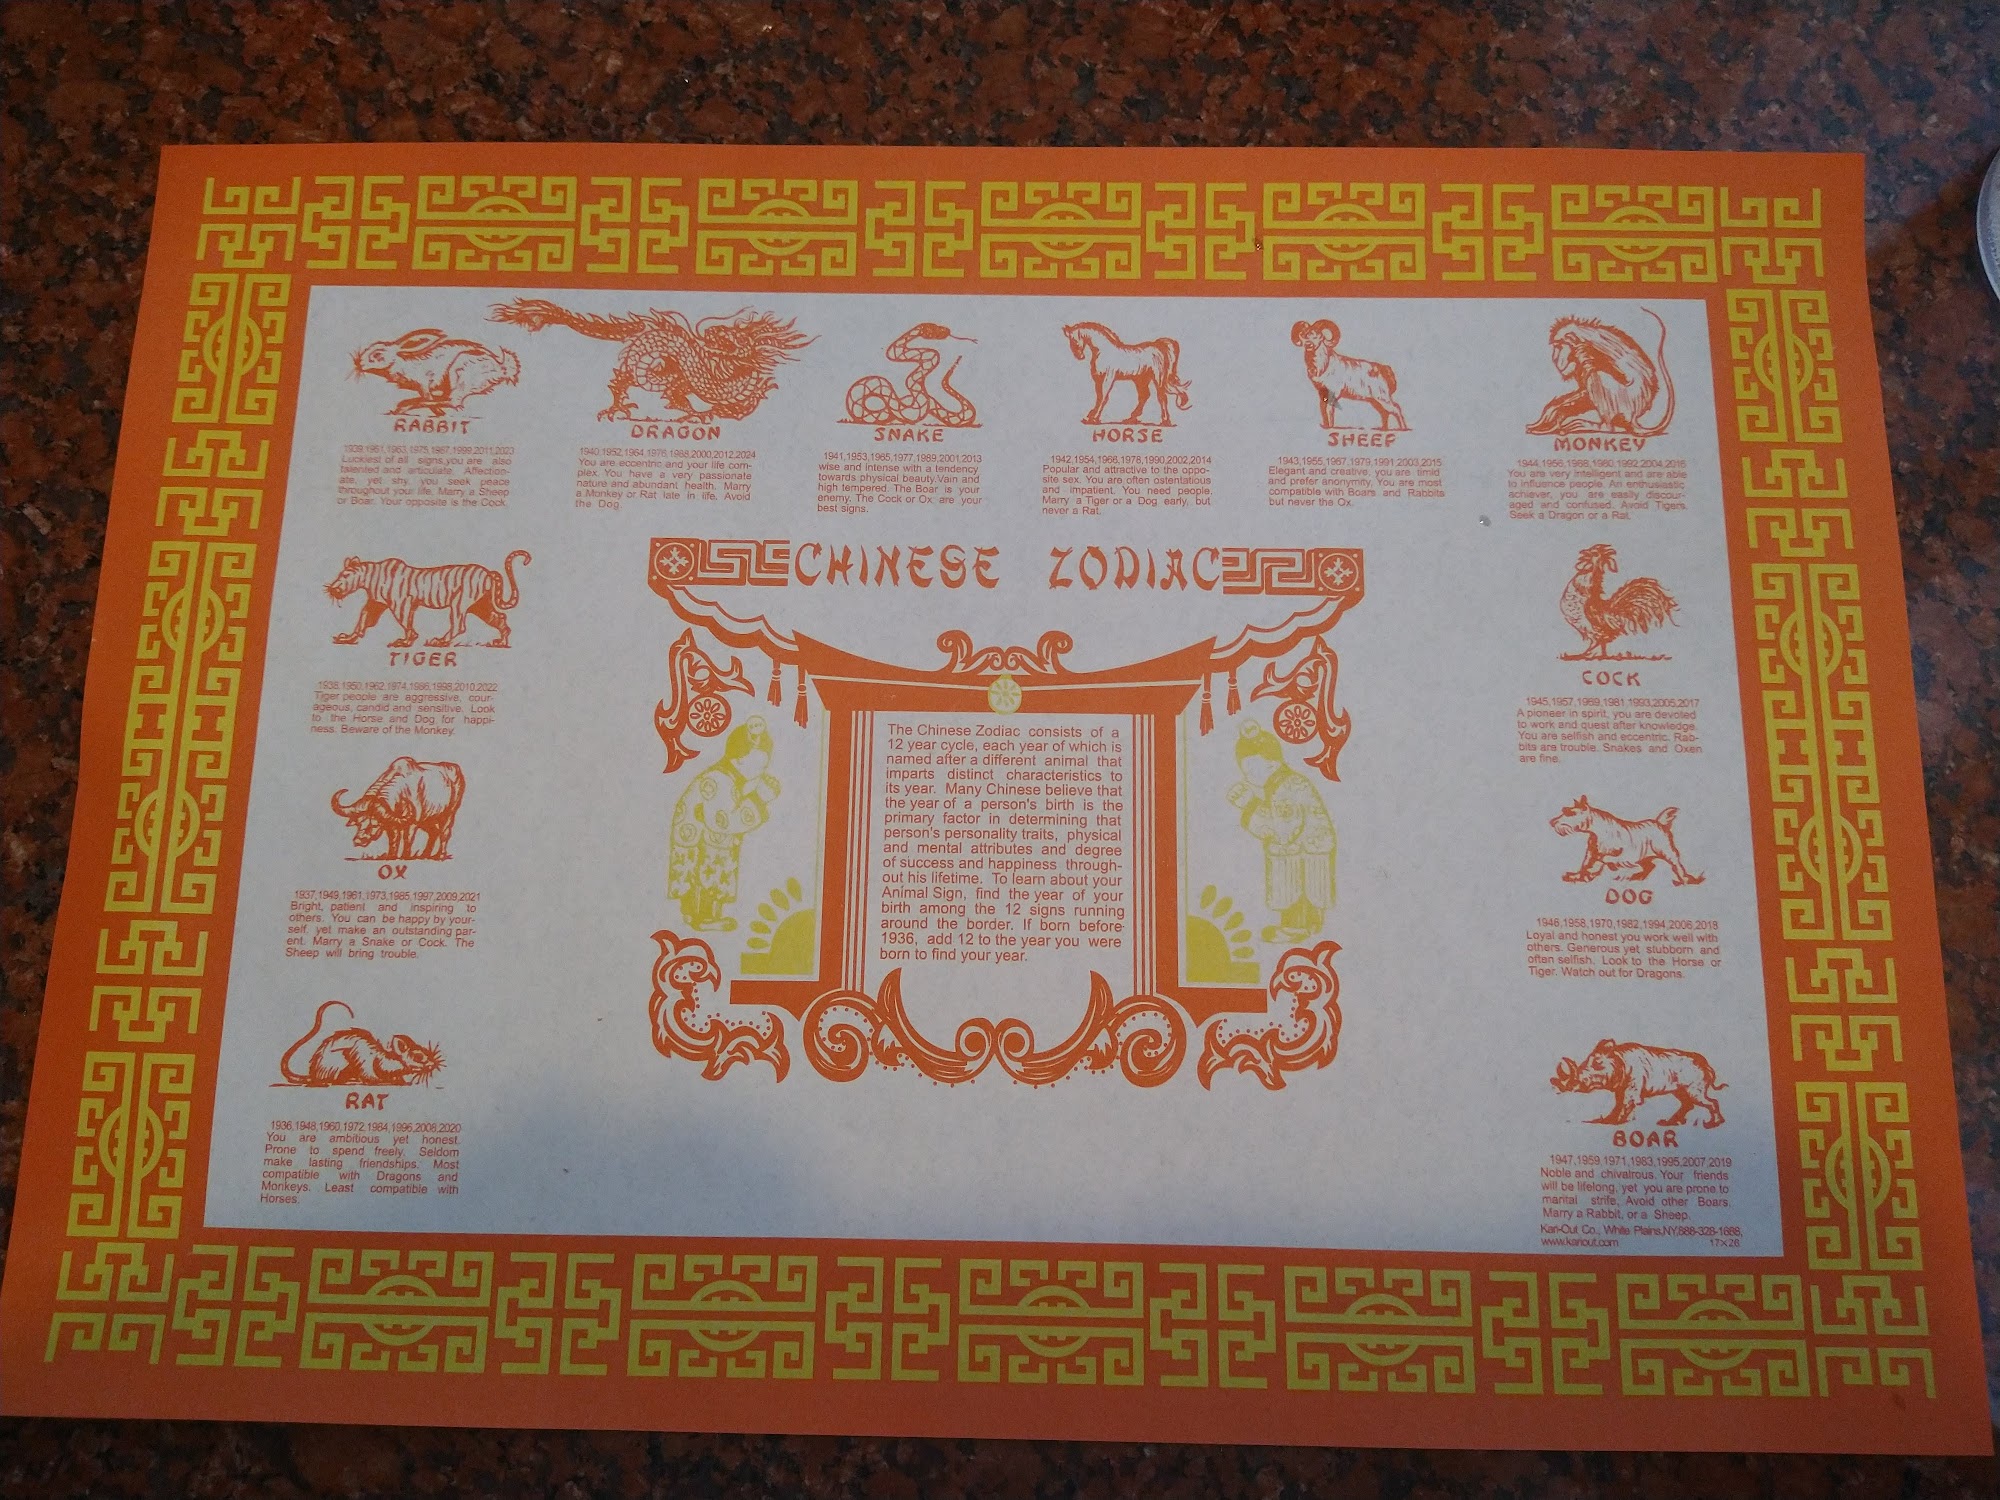 RABBIT
1939,1951,1963,1975,1987,1999,2011,2023
Luckiest of all signs,you are also
talented and articulate. Affection-
ate, yet shy, you seek peace
throughout your life. Marry a Sheep
or Boar. Your opposite is the Cock.
DRAGON
1940,1952,1964,1976,1988,2000,2012,2024
You are eccentric and your life com-
plex. You have a very passionate
nature and abundant health. Marry
a Monkey or Rat late in life. Avoid
the Dog.
SNAKE
1941,1953,1965,1977,1989,2001,2013
wise and intense with a tendency
towards physical beauty.Vain and
high tempered. The Boar is your
enemy. The Cock or Ox are your
best signs.
HORSE
1942,1954,1966,1978,1990,2002,2014
Popular and attractive to the oppo-
site sex. You are often ostentatious
and impatient. You need people.
Marry a Tiger or a Dog early, but
never a Rat.
SHEEP
1943,1955,1967,1979,1991,2003,2015
Elegant and creative, you are timid
and prefer anonymity. You are most
compatible with Boars and Rabbits
but never the Ox.
MONKEY
1944,1956,1968,1980,1992,2004,2016
You are very intelligent and are able
to influence people. An enthusiastic
achiever, you are easily discour-
aged and confused. Avoid Tigers.
Seek a Dragon or a Rat.
TIGER
1938,1950,1962,1974,1986,1998,2010,2022
Tiger people are aggressive, cour-
ageous, candid and sensitive. Look
to the Horse and Dog for happi-
ness. Beware of the Monkey.
OX
1937,1949,1961,1973,1985,1997,2009,2021
Bright, patient and inspiring to
others. You can be happy by your-
self, yet make an outstanding par-
ent. Marry a Snake or Cock. The
Sheep will bring trouble.
RAT
1936,1948,1960,1972,1984,1996,2008,2020
You are ambitious yet honest.
Prone to spend freely. Seldom
make lasting friendships. Most
compatible with Dragons and
Monkeys. Least compatible with
Horses.
CHINESE ZODIAC
The Chinese Zodiac consists of a
12 year cycle, each year of which is
named after a different animal that
imparts distinct characteristics to
its year. Many Chinese believe that
the year of a person's birth is the
primary factor in determining that
person's personality traits, physical
and mental attributes and degree
of success and happiness through-
out his lifetime. To learn about your
Animal Sign, find the year of your
birth among the 12 signs running
around the border. If born before
1936, add 12 to the year you were
born to find your year.
COCK
1945,1957,1969,1981,1993,2005,2017
A pioneer in spirit, you are devoted
to work and quest after knowledge.
You are selfish and eccentric. Rab-
bits are trouble. Snakes and Oxen
are fine.
DOG
1946,1958,1970,1982,1994,2006,2018
Loyal and honest you work well with
others. Generous yet stubborn and
often selfish. Look to the Horse or
Tiger. Watch out for Dragons.
BOAR
1947,1959,1971,1983,1995,2007,2019
Noble and chivalrous. Your friends
will be lifelong, yet you are prone to
marital strife. Avoid other Boars.
Marry a Rabbit, or a Sheep.
Kari-Out Co., White Plains,NY,888-328-1688,
www.kariout.com 17×26